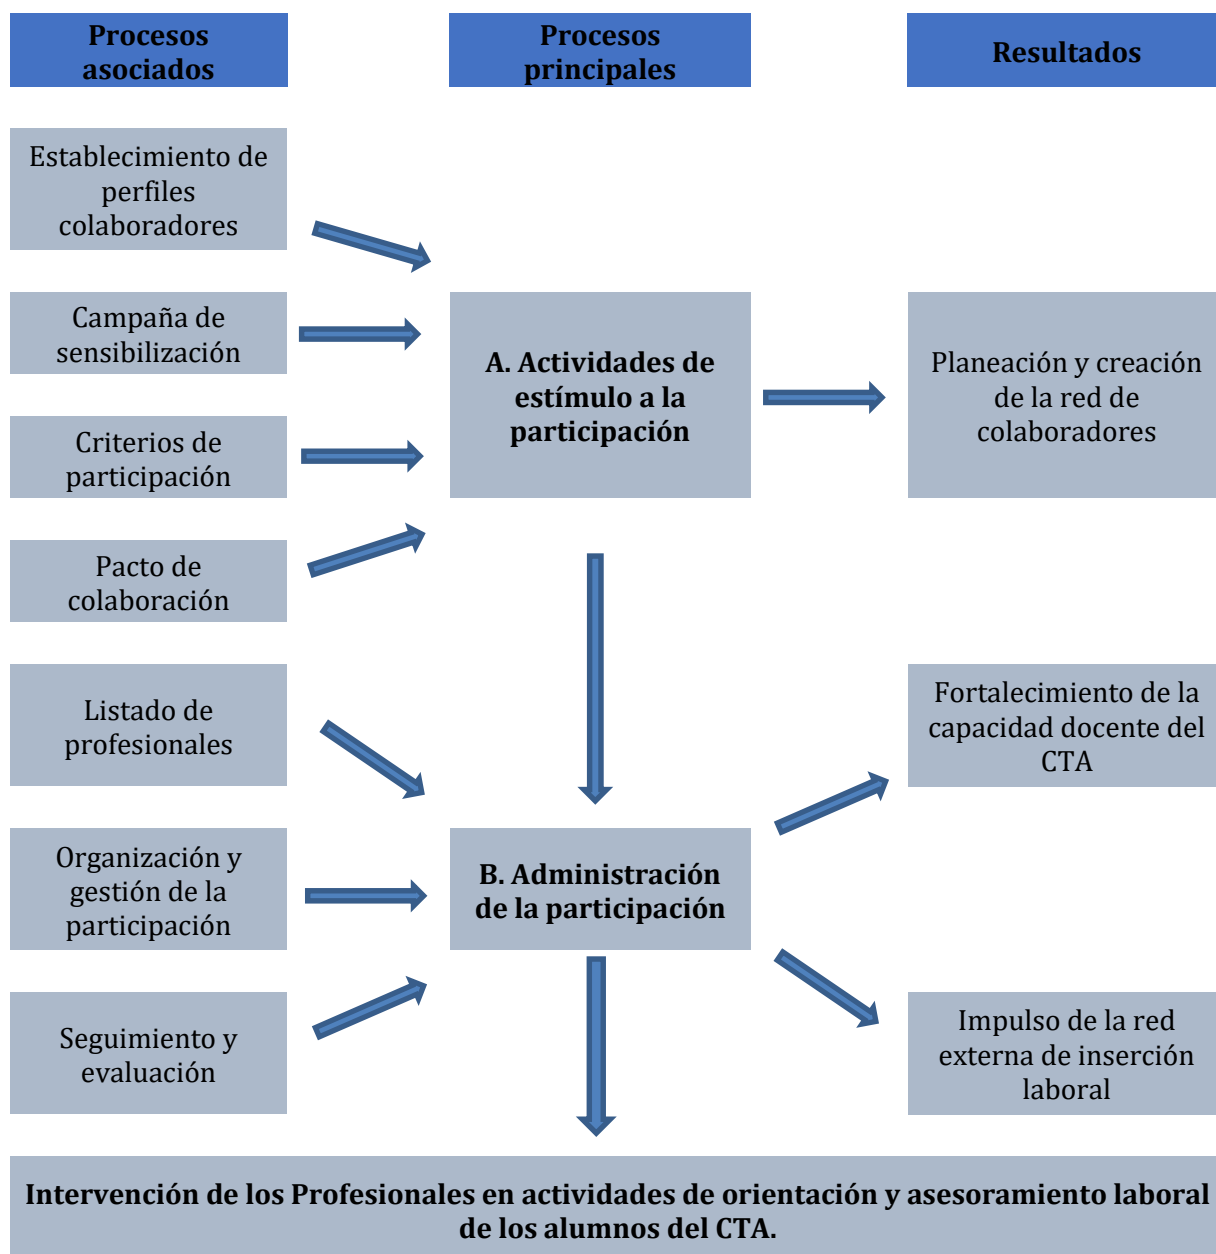 Procesos
asociados
Procesos
principales
Resultados
Establecimiento de
perfiles
colaboradores
Campaña de
sensibilización
Criterios de
participación
Pacto de
colaboración
Listado de
profesionales
Organización y
gestión de la
participación
Seguimiento y
evaluación
A. Actividades de
estímulo a la
participación
B. Administración
de la participación
Planeación y creación
de la red de
colaboradores
Fortalecimiento de la
capacidad docente del
CTA
Impulso de la red
externa de inserción
laboral
Intervención de los Profesionales en actividades de orientación y asesoramiento laboral
de los alumnos del CTA.